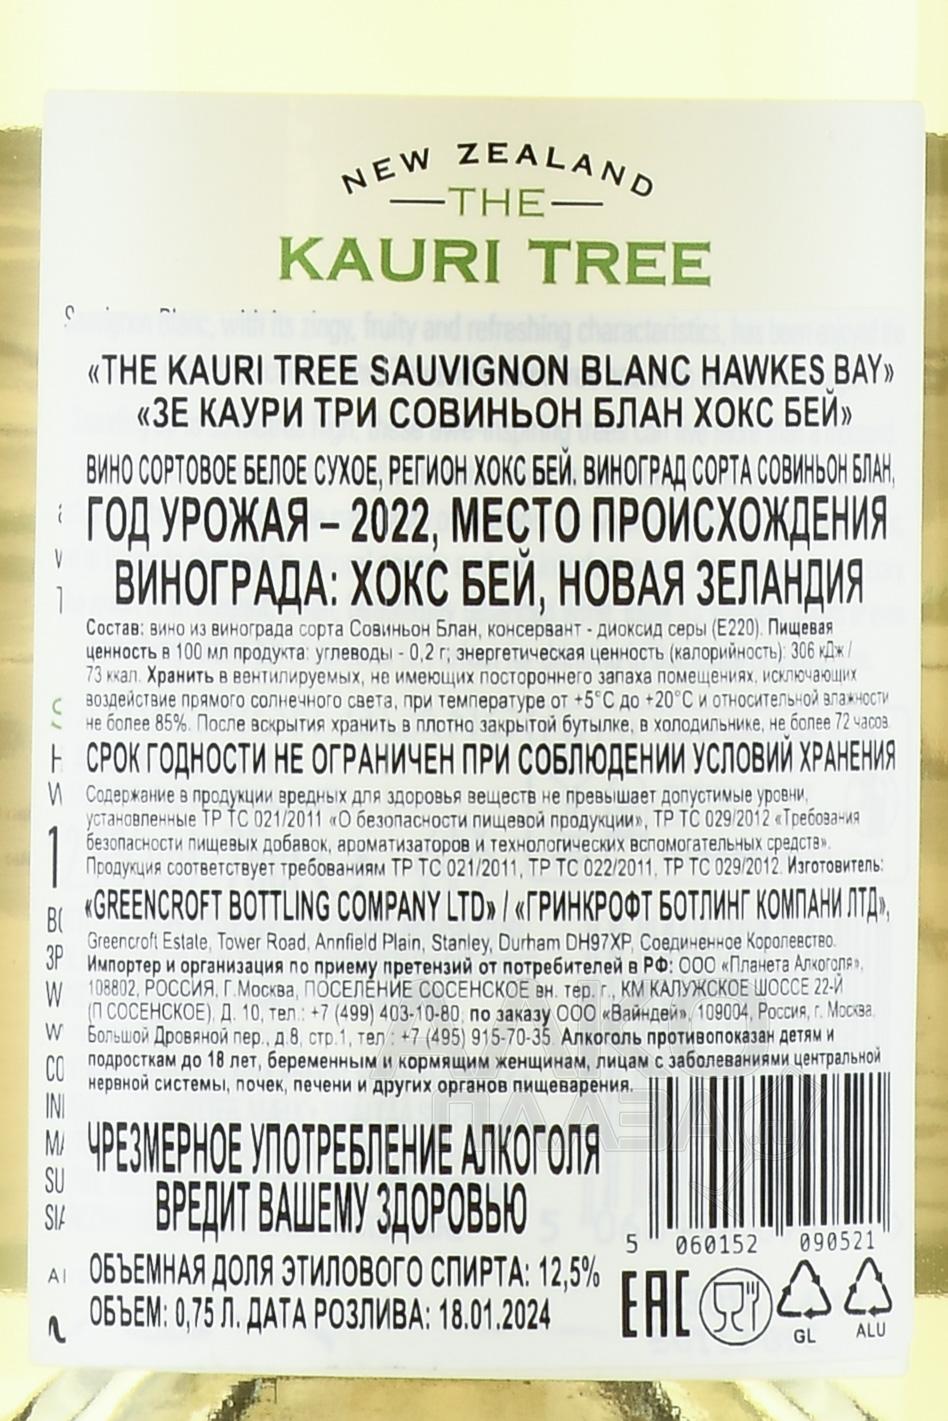 NEW ZEALAND
THE
KAURI TREE
«THE KAURI TREE SAUVIGNON BLANC HAWKES BAY»
«ЗЕ КАУРИ ТРИ СОВИНЬОН БЛАН ХОКС БЕЙ»
ВИНО СОРТОВОЕ БЕЛОЕ СУХОЕ, РЕГИОН ХОКС БЕЙ. ВИНОГРАД СОРТА СОВИНЬОН БЛАН,
ГОД УРОЖАЯ – 2022, МЕСТО ПРОИСХОЖДЕНИЯ
ВИНОГРАДА: ХОКС БЕЙ, НОВАЯ ЗЕЛАНДИЯ
Состав: вино из винограда сорта Совиньон Блан, консервант - диоксид серы (Е220). Пищевая
ценность в 100 мл продукта: углеводы - 0,2 г; энергетическая ценность (калорийность): 306 кДж /
73 ккал. Хранить в вентилируемых, не имеющих постороннего запаха помещениях, исключающих
воздействие прямого солнечного света, при температуре от +5°С до +20°С и относительной влажности
не более 85%. После вскрытия хранить в плотно закрытой бутылке, в холодильнике, не более 72 часов.
СРОК ГОДНОСТИ НЕ ОГРАНИЧЕН ПРИ СОБЛЮДЕНИИ УСЛОВИЙ ХРАНЕНИЯ
Содержание в продукции вредных для здоровья веществ не превышает допустимые уровни,
установленные ТР ТС 021/2011 «О безопасности пищевой продукции», ТР ТС 029/2012 «Требования
безопасности пищевых добавок, ароматизаторов и технологических вспомогательных средств».
Продукция соответствует требованиям ТР ТС 021/2011, ТР ТС 022/2011, ТР ТС 029/2012. Изготовитель:
«GREENCROFT BOTTLING COMPANY LTD» / «ГРИНКРОФТ БОТЛИНГ КОМПАНИ ЛТД»,
Greencroft Estate, Tower Road, Annfield Plain, Stanley, Durham DH97XP, Соединенное Королевство.
Импортер и организация по приему претензий от потребителей в РФ: ООО «Планета Алкоголя»,
108802, РОССИЯ, Г.Москва, ПОСЕЛЕНИЕ СОСЕНСКОЕ вн. тер. г., КМ КАЛУЖСКОЕ ШОССЕ 22-Й
(П СОСЕНСКОЕ), Д. 10, тел.: +7 (499) 403-10-80, по заказу ООО «Вайндей», 109004, Россия, г. Москва,
Большой Дровяной пер., д.8, стр.1, тел.: +7 (495) 915-70-35. Алкоголь противопоказан детям и
подросткам до 18 лет, беременным и кормящим женщинам, лицам с заболеваниями центральной
нервной системы, почек, печени и других органов пищеварения.
ЧРЕЗМЕРНОЕ УПОТРЕБЛЕНИЕ АЛКОГОЛЯ
ВРЕДИТ ВАШЕМУ ЗДОРОВЬЮ
ОБЪЕМНАЯ ДОЛЯ ЭТИЛОВОГО СПИРТА: 12,5%
ОБЪЕМ: 0,75 Л. ДАТА РОЗЛИВА: 18.01.2024
5 060152 090521
EAC
GL
ALU
АЛКО
ПЛАЗА